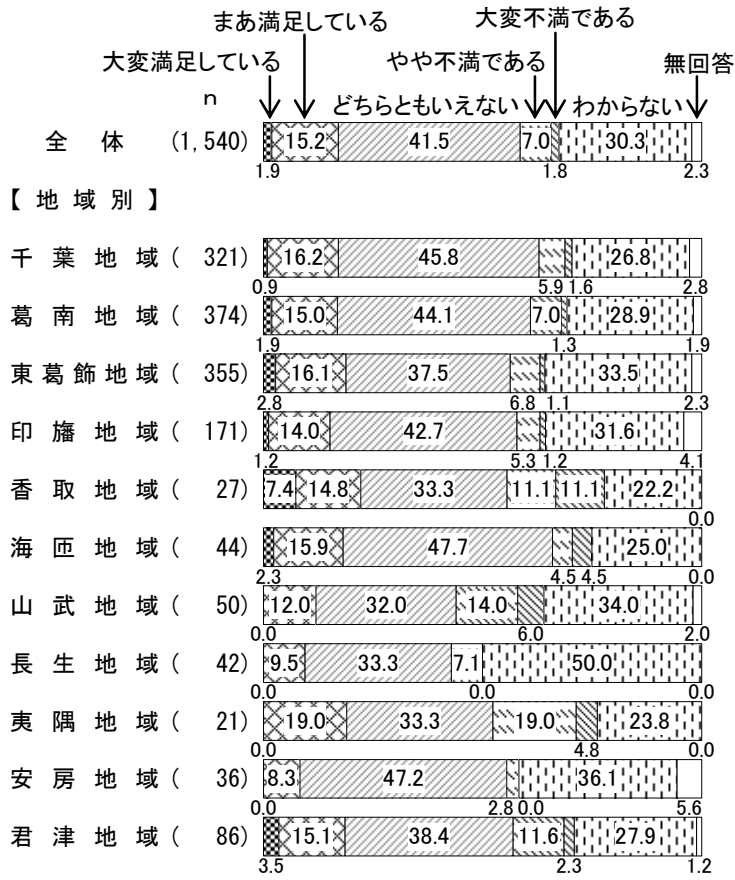 まあ満足している
大変不満である
大変満足している
やや不満である
無回答
n
どちらともいえない
わからない
全 体 (1,540) 15.2 41.5 7.0 30.3
1.9 1.8 2.3
【 地 域 別 】
千 葉 地 域 ( 321) 16.2 45.8 26.8
0.9 5.9 1.6 2.8
葛 南 地 域 ( 374) 15.0 44.1 7.0 28.9
1.9 1.3 1.9
東 葛 飾 地 域 ( 355) 16.1 37.5 33.5
2.8 6.8 1.1 2.3
印 旛 地 域 ( 171) 14.0 42.7 31.6
1.2 5.3 1.2 4.1
香 取 地 域 ( 27) 7.4 14.8 33.3 11.1 11.1 22.2
0.0
海 匝 地 域 ( 44) 15.9 47.7 25.0
2.3 4.5 4.5 0.0
山 武 地 域 ( 50) 12.0 32.0 14.0 34.0
0.0 6.0 2.0
長 生 地 域 ( 42) 9.5 33.3 7.1 50.0
0.0 0.0 0.0
夷 隅 地 域 ( 21) 19.0 33.3 19.0 23.8
0.0 4.8 0.0
安 房 地 域 ( 36) 8.3 47.2 36.1
0.0 2.8 0.0 5.6
君 津 地 域 ( 86) 15.1 38.4 11.6 27.9
3.5 2.3 1.2